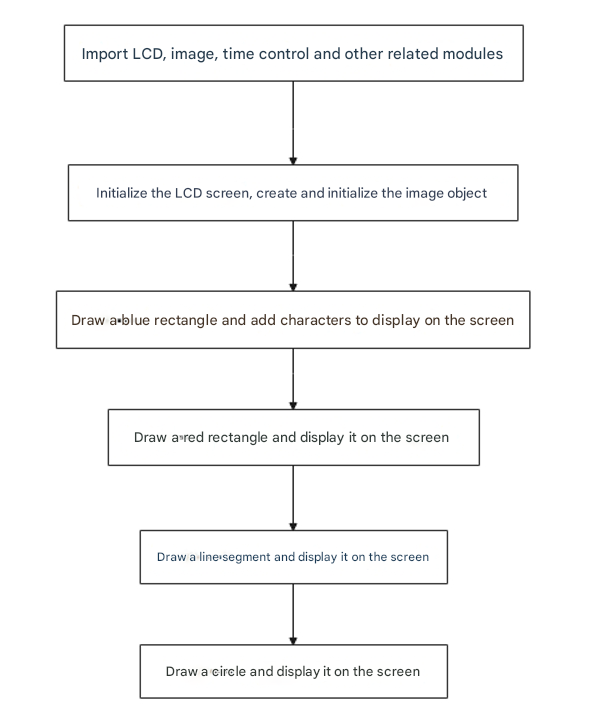 Import LCD, image, time control and other related modules
Initialize the LCD screen, create and initialize the image object
Draw a blue rectangle and add characters to display on the screen
Draw a red rectangle and display it on the screen
Draw a line segment and display it on the screen
Draw a circle and display it on the screen